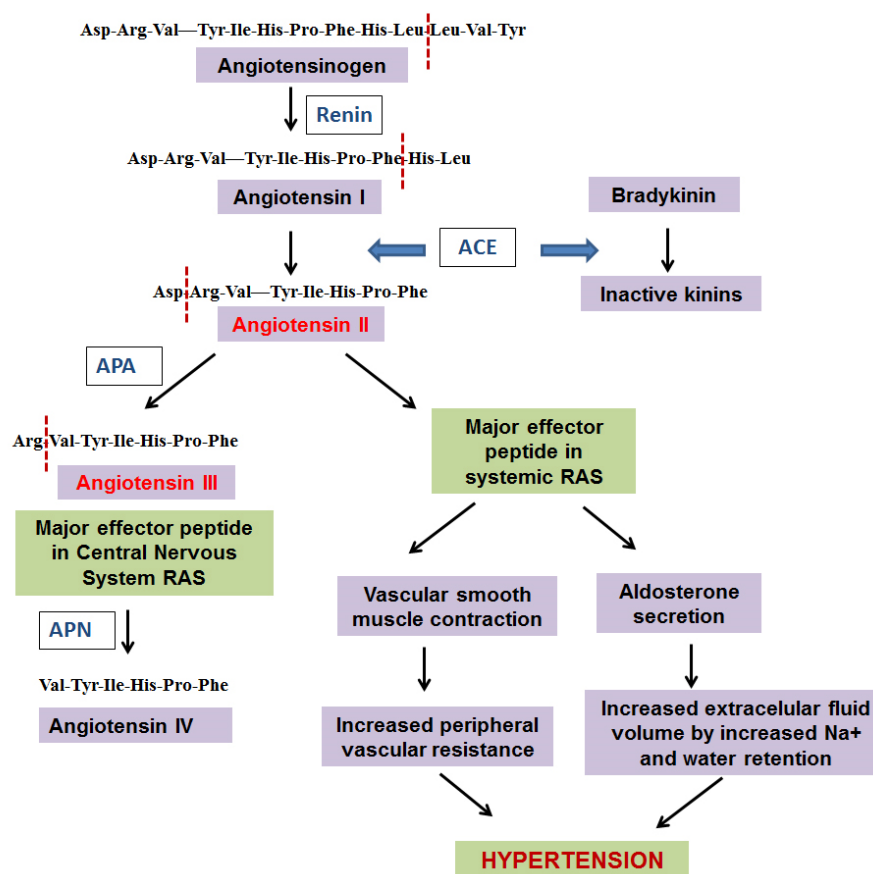 Asp-Arg-Val—Tyr-Ile-His-Pro-Phe-His-Leu-Leu-Val-Tyr
Angiotensinogen
Renin
Asp-Arg-Val—Tyr-Ile-His-Pro-Phe-His-Leu
Angiotensin I
Bradykinin
ACE
Asp-Arg-Val—Tyr-Ile-His-Pro-Phe
Inactive kinins
Angiotensin II
APA
Arg-Val-Tyr-Ile-His-Pro-Phe
Angiotensin III
Major effector
peptide in
systemic RAS
Major effector peptide
in Central Nervous
System RAS
Vascular smooth
muscle contraction
Aldosterone
secretion
APN
Val-Tyr-Ile-His-Pro-Phe
Angiotensin IV
Increased peripheral
vascular resistance
Increased extracelular fluid
volume by increased Na+
and water retention
HYPERTENSION